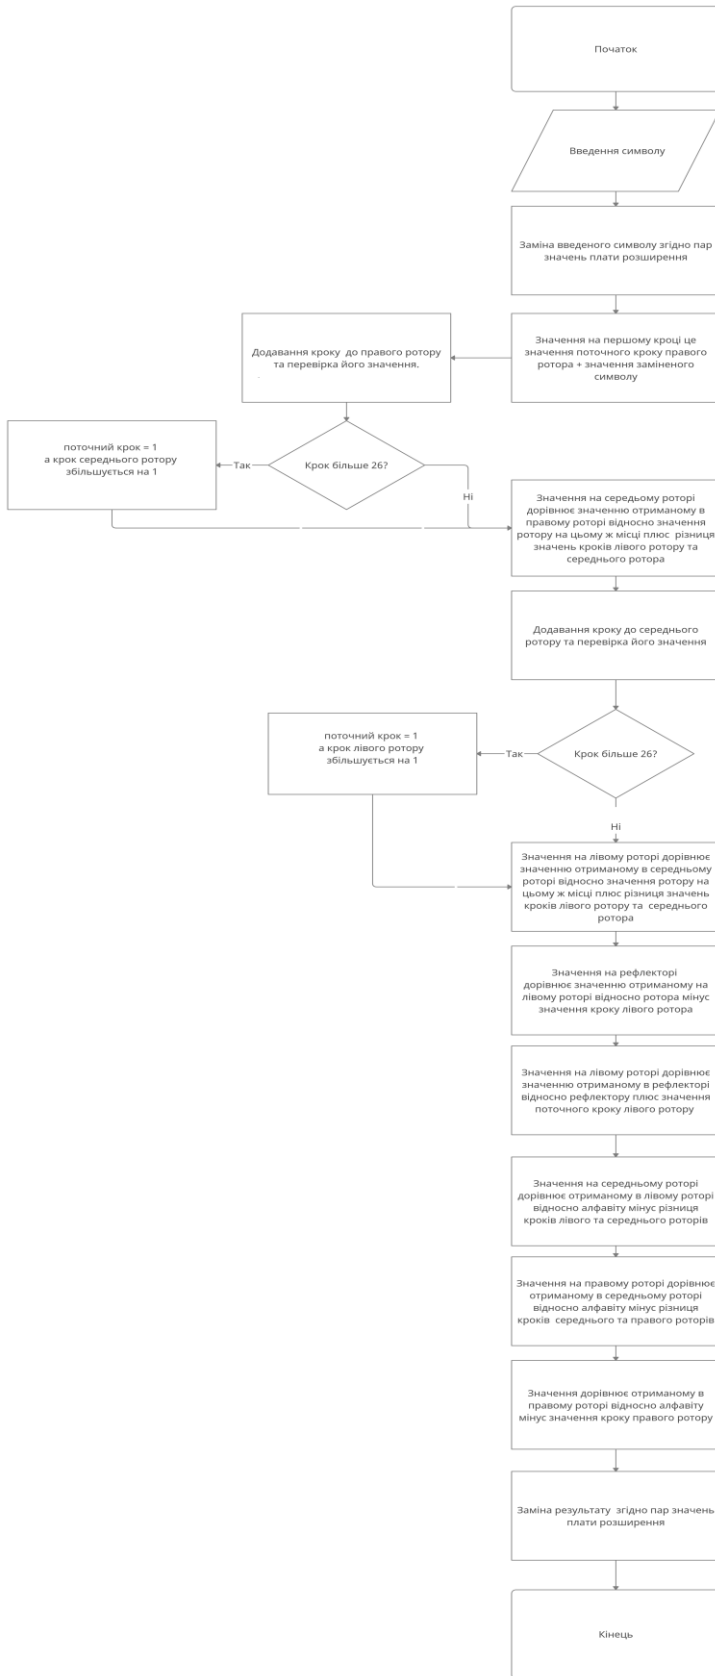 Початок
Введення символу
Заміна введеного символу згідно пар
значень плати розширення
Значення на першому кроці це
значення поточного кроку правого
ротора + значення заміненого
символу
Додавання кроку до правого ротору
та перевірка його значення.
Крок більше 26?
Так
поточний крок = 1
а крок середнього ротору
збільшується на 1
Ні
Значення на середьому роторі
дорівнює значенню отриманому в
правому роторі відносно значення
ротору на цьому ж місці плюс різниця
значень кроків лівого ротору та
середнього ротора
Додавання кроку до середнього
ротору та перевірка його значення
Крок більше 26?
Так
поточний крок = 1
а крок лівого ротору
збільшується на 1
Ні
Значення на лівому роторі дорівнює
значенню отриманому в середньому
роторі відносно значення ротору на
цьому ж місці плюс різниця значень
кроків лівого ротору та середнього
ротора
Значення на рефлекторі
дорівнює значенню отриманому на
лівому роторі відносно ротора мінус
значення кроку лівого ротора
Значення на лівому роторі дорівнює
значенню отриманому в рефлекторі
відносно рефлектору плюс значення
поточного кроку лівого ротору
Значення на середньому роторі
дорівнює отриманому в лівому роторі
відносно алфавіту мінус різниця
кроків лівого та середнього роторів
Значення на правому роторі дорівнює
отриманому в середньому роторі
відносно алфавіту мінус різниця
кроків середнього та правого роторів
Значення дорівнює отриманому в
правому роторі відносно алфавіту
мінус значення кроку правого ротору
Заміна результату згідно пар значень
плати розширення
Кінець